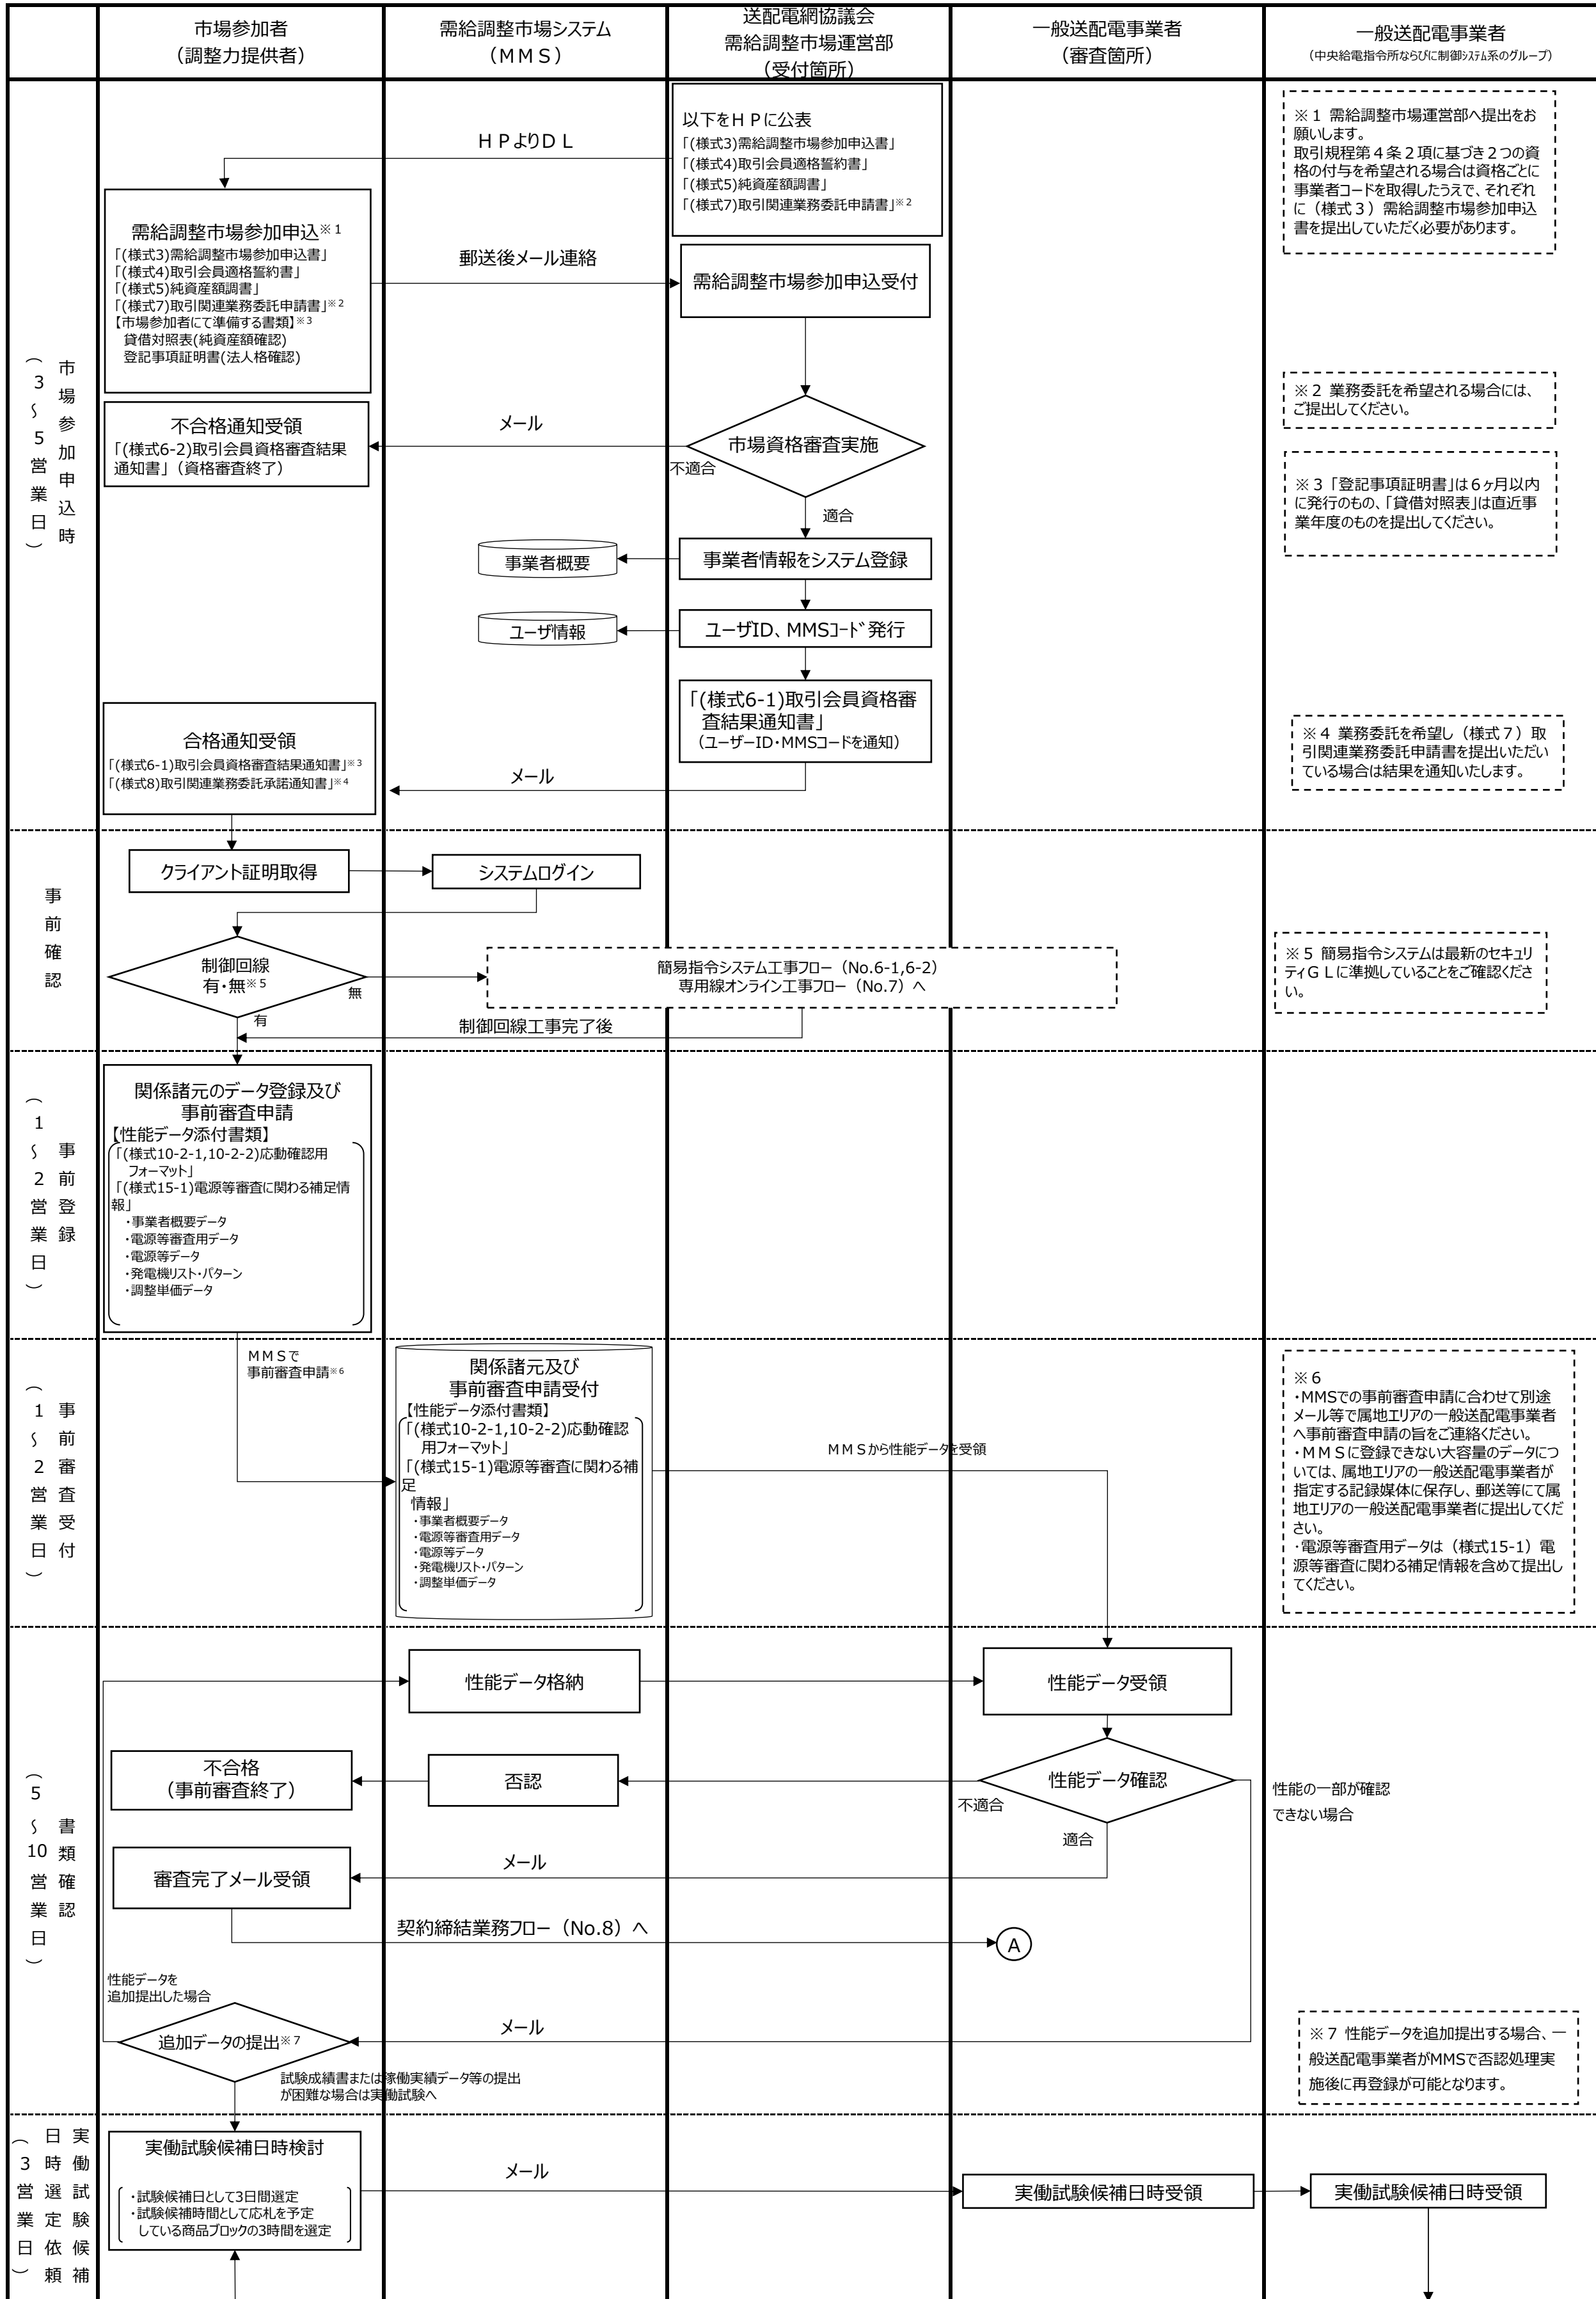 市場参加者
（調整力提供者）
需給調整市場システム
（ＭＭＳ）
送配電網協議会
需給調整市場運営部
（受付箇所）
一般送配電事業者
（審査箇所）
一般送配電事業者
（中央給電指令所ならびに制御システム系のグループ）
市場参加申込時
（3～5営業日）
以下をＨＰに公表
「(様式3)需給調整市場参加申込書」
「(様式4)取引会員適格誓約書」
「(様式5)純資産額調書」
「(様式7)取引関連業務委託申請書」※2
ＨＰよりＤＬ
※１ 需給調整市場運営部へ提出をお
願いします。
取引規程第４条２項に基づき２つの資
格の付与を希望される場合は資格ごとに
事業者コードを取得したうえで、それぞれ
に（様式３）需給調整市場参加申込
書を提出していただく必要があります。
需給調整市場参加申込※1
「(様式3)需給調整市場参加申込書」
「(様式4)取引会員適格誓約書」
「(様式5)純資産額調書」
「(様式7)取引関連業務委託申請書」※2
【市場参加者にて準備する書類】※3
貸借対照表(純資産額確認)
登記事項証明書(法人格確認)
郵送後メール連絡
需給調整市場参加申込受付
※２ 業務委託を希望される場合には、
ご提出してください。
不合格通知受領
「(様式6-2)取引会員資格審査結果
通知書」（資格審査終了）
メール
市場資格審査実施
不適合
適合
※３「登記事項証明書」は６ヶ月以内
に発行のもの、「貸借対照表」は直近事
業年度のものを提出してください。
事業者概要
事業者情報をシステム登録
ユーザ情報
ユーザID、MMSコード発行
「(様式6-1)取引会員資格審
査結果通知書」
（ユーザーID・MMSコードを通知）
合格通知受領
「(様式6-1)取引会員資格審査結果通知書」※3
「(様式8)取引関連業務委託承諾通知書」※4
メール
※４ 業務委託を希望し（様式７）取
引関連業務委託申請書を提出いただい
ている場合は結果を通知いたします。
事前確認
クライアント証明取得
システムログイン
制御回線
有・無※5
無
有
簡易指令システム工事フロー（No.6-1,6-2）
専用線オンライン工事フロー（No.7）へ
制御回線工事完了後
※５ 簡易指令システムは最新のセキュリ
ティＧＬに準拠していることをご確認くださ
い。
事前登録
（1～2営業日）
関係諸元のデータ登録及び
事前審査申請
【性能データ添付書類】
「(様式10-2-1,10-2-2)応動確認用
フォーマット」
「(様式15-1)電源等審査に関わる補足情
報」
・事業者概要データ
・電源等審査用データ
・電源等データ
・発電機リスト・パターン
・調整単価データ
事前審査受付
（1～2営業日）
ＭＭＳで
事前審査申請※6
関係諸元及び
事前審査申請受付
【性能データ添付書類】
「(様式10-2-1,10-2-2)応動確認
用フォーマット」
「(様式15-1)電源等審査に関わる補
足
情報」
・事業者概要データ
・電源等審査用データ
・電源等データ
・発電機リスト・パターン
・調整単価データ
ＭＭＳから性能データを受領
※６
・MMSでの事前審査申請に合わせて別途
メール等で属地エリアの一般送配電事業者
へ事前審査申請の旨をご連絡ください。
・ＭＭＳに登録できない大容量のデータにつ
いては、属地エリアの一般送配電事業者が
指定する記録媒体に保存し、郵送等にて属
地エリアの一般送配電事業者に提出してくだ
さい。
・電源等審査用データは（様式15-1）電
源等審査に関わる補足情報を含めて提出し
てください。
書類確認
（5～10営業日）
性能データ格納
性能データ受領
不合格
（事前審査終了）
否認
性能データ確認
不適合
適合
性能の一部が確認
できない場合
審査完了メール受領
メール
契約締結業務フロー（No.8）へ
A
性能データを
追加提出した場合
追加データの提出※7
メール
試験成績書または稼働実績データ等の提出
が困難な場合は実働試験へ
※７ 性能データを追加提出する場合、一
般送配電事業者がMMSで否認処理実
施後に再登録が可能となります。
実働試験候補
日時選定依頼
（3営業日）
実働試験候補日時検討
・試験候補日として3日間選定
・試験候補時間として応札を予定
している商品ブロックの3時間を選定
メール
実働試験候補日時受領
実働試験候補日時受領